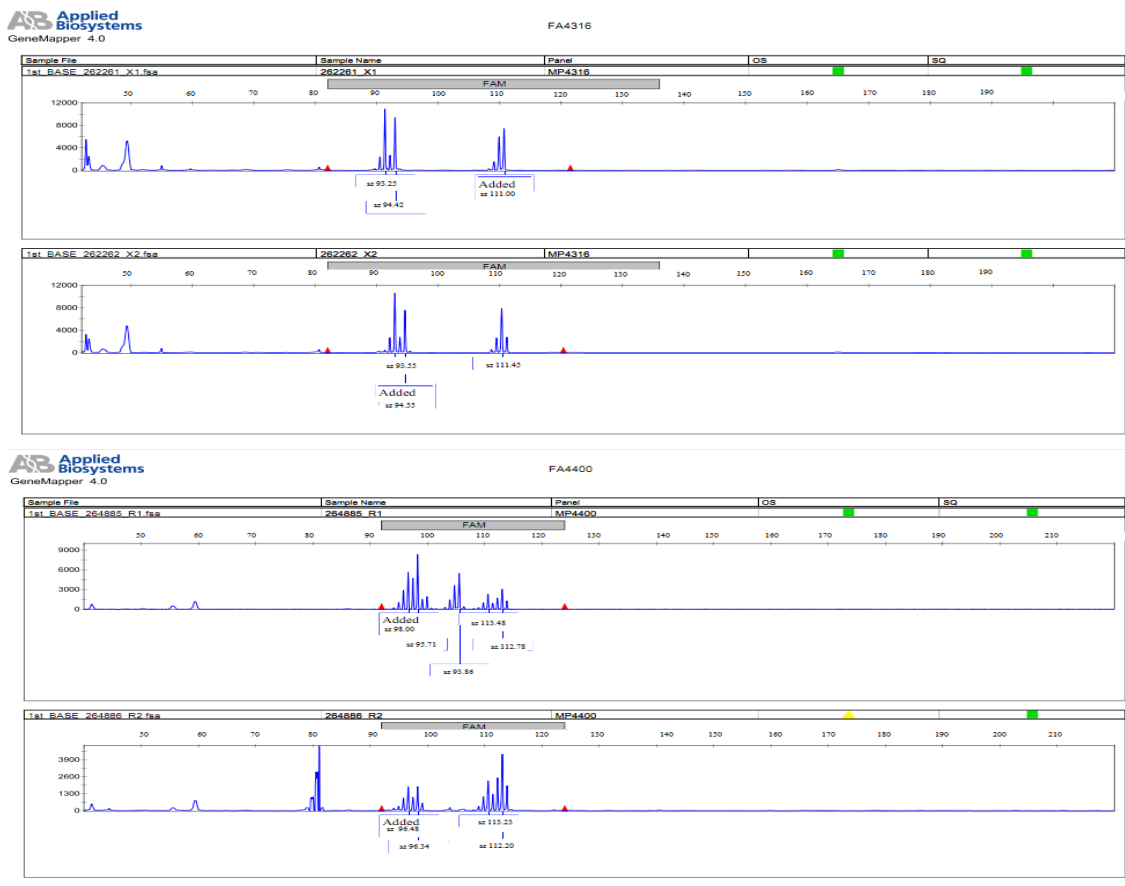 AB Applied Biosystems
GeneMapper 4.0
FA4316
Sample File Sample Name Panel OS SQ
1st_BASE_262261_X1.fsa 262261_X1 MP4316
FAM
50 60 70 80 90 100 110 120 130 140 150 160 170 180 190
12000
8000
4000
0
sz 93.25
Added
sz 111.00
sz 94.42
1st_BASE_262262_X2.fsa 262262_X2 MP4316
FAM
50 60 70 80 90 100 110 120 130 140 150 160 170 180 190
12000
8000
4000
0
sz 93.55
sz 111.45
Added
sz 94.55
AB Applied Biosystems
GeneMapper 4.0
FA4400
Sample File Sample Name Panel OS SQ
1st_BASE_264885_R1.fsa 264885_R1 MP4400
FAM
50 60 70 80 90 100 110 120 130 140 150 160 170 180 190 200 210
9000
6000
3000
0
Added
sz 98.00
sz 113.48
sz 95.71
sz 112.78
sz 93.86
1st_BASE_264886_R2.fsa 264886_R2 MP4400
FAM
50 60 70 80 90 100 110 120 130 140 150 160 170 180 190 200 210
3900
2600
1300
0
Added
sz 96.48
sz 113.23
sz 96.34
sz 112.20